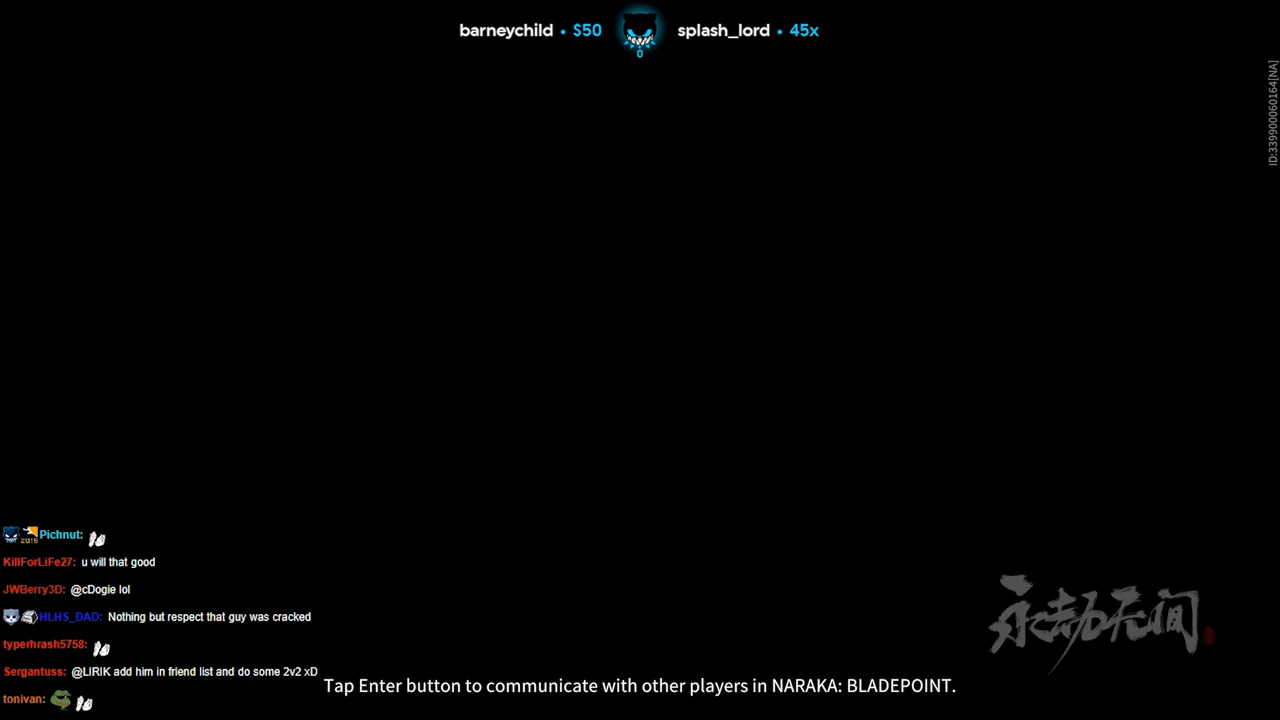 barneychild • $50 0 splash_lord • 45x
ID:339900060164[NA]
2019 Pichnut:
KillForLiFe27: u will that good
JWBerry3D: @cDogie lol
HLHS_DAD: Nothing but respect that guy was cracked
typerhrash5758:
Sergantuss: @LIRIK add him in friend list and do some 2v2 xD
tonivan:
永劫无间
Tap Enter button to communicate with other players in NARAKA: BLADEPOINT.